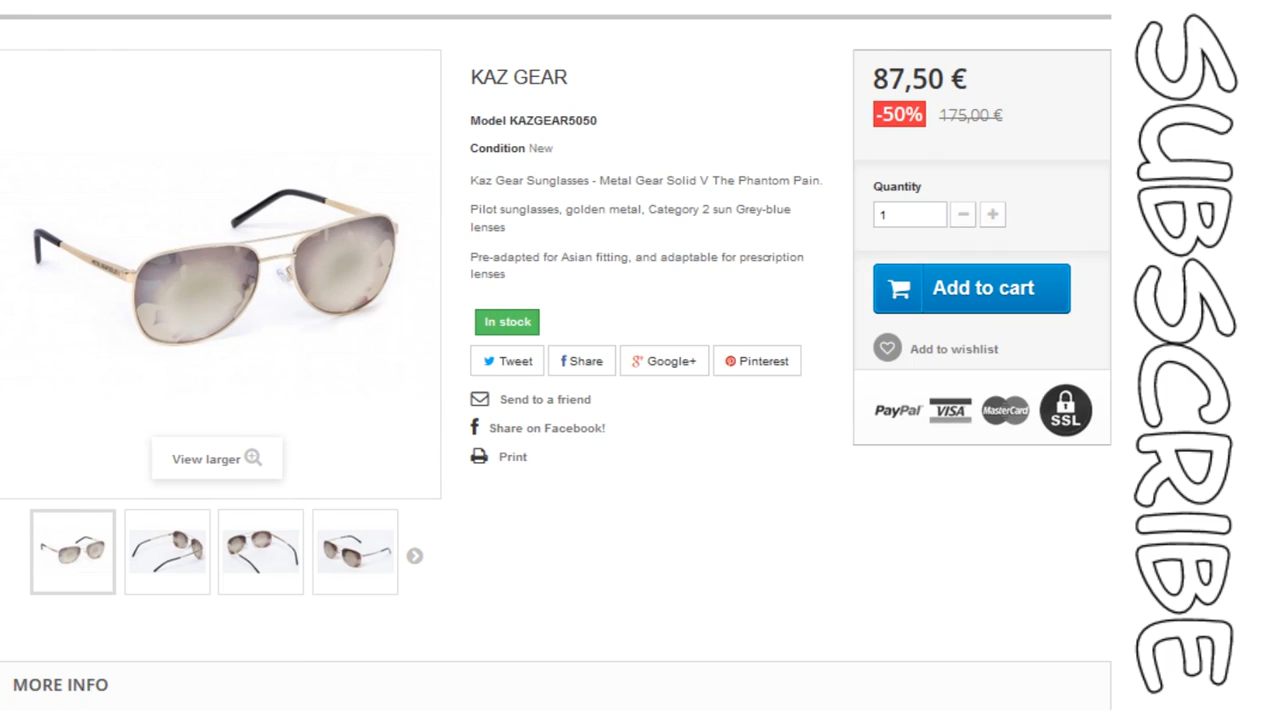 KAZ GEAR
Model KAZGEAR5050
Condition New
Kaz Gear Sunglasses - Metal Gear Solid V The Phantom Pain.
Pilot sunglasses, golden metal, Category 2 sun Grey-blue
lenses
Pre-adapted for Asian fitting, and adaptable for prescription
lenses
In stock
Tweet
Share
Google+
Pinterest
Send to a friend
Share on Facebook!
Print
View larger
87,50 €
-50% 175,00 €
Quantity
1
Add to cart
Add to wishlist
PayPal VISA MasterCard SSL
MORE INFO
SUBSCRIBE